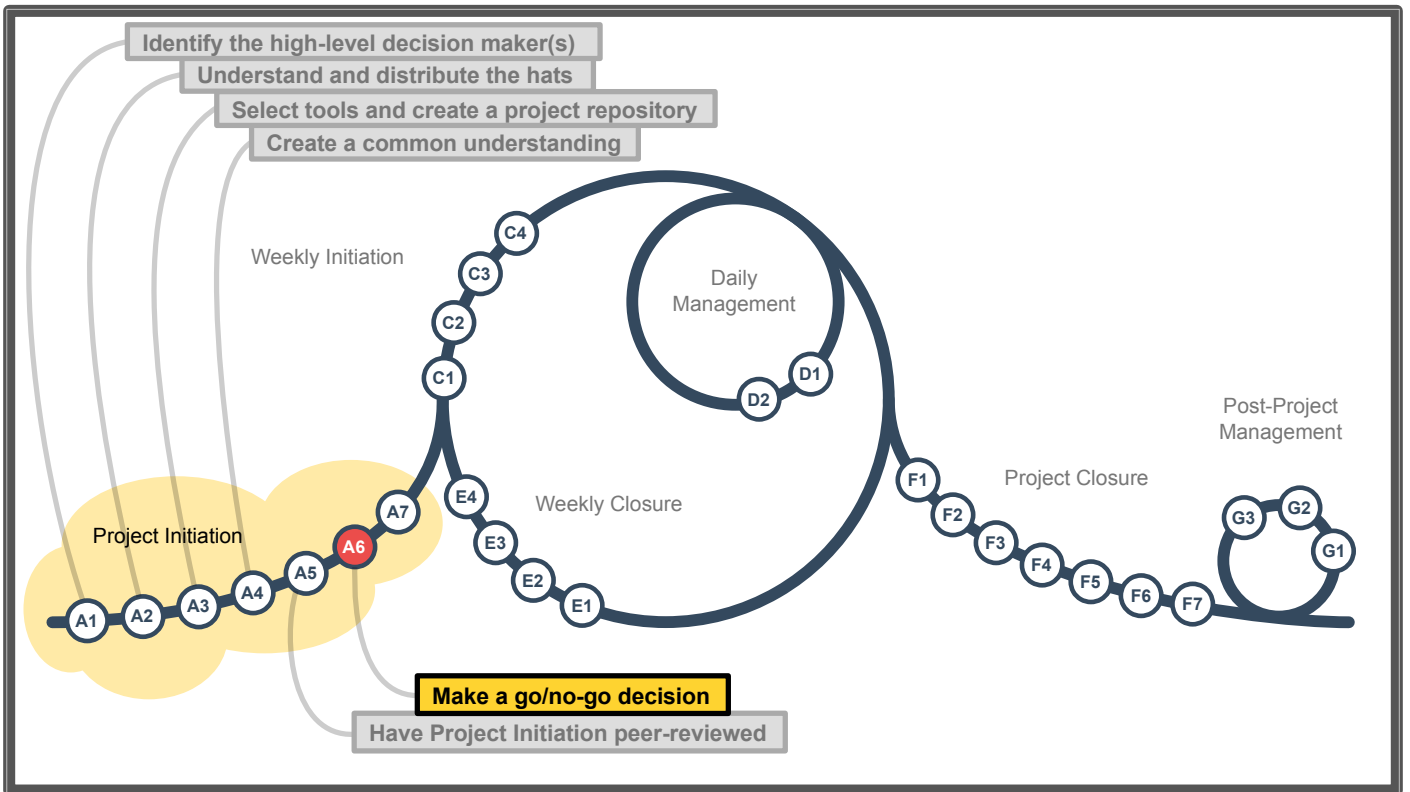 Identify the high-level decision maker(s)
Understand and distribute the hats
Select tools and create a project repository
Create a common understanding
Weekly Initiation
C4
C3
C2
C1
Daily
Management
D1
D2
Post-Project
Management
Project Closure
Weekly Closure
Project Initiation
A1
A2
A3
A4
A5
A6
A7
E4
E3
E2
E1
F1
F2
F3
F4
F5
F6
F7
G3
G2
G1
Make a go/no-go decision
Have Project Initiation peer-reviewed